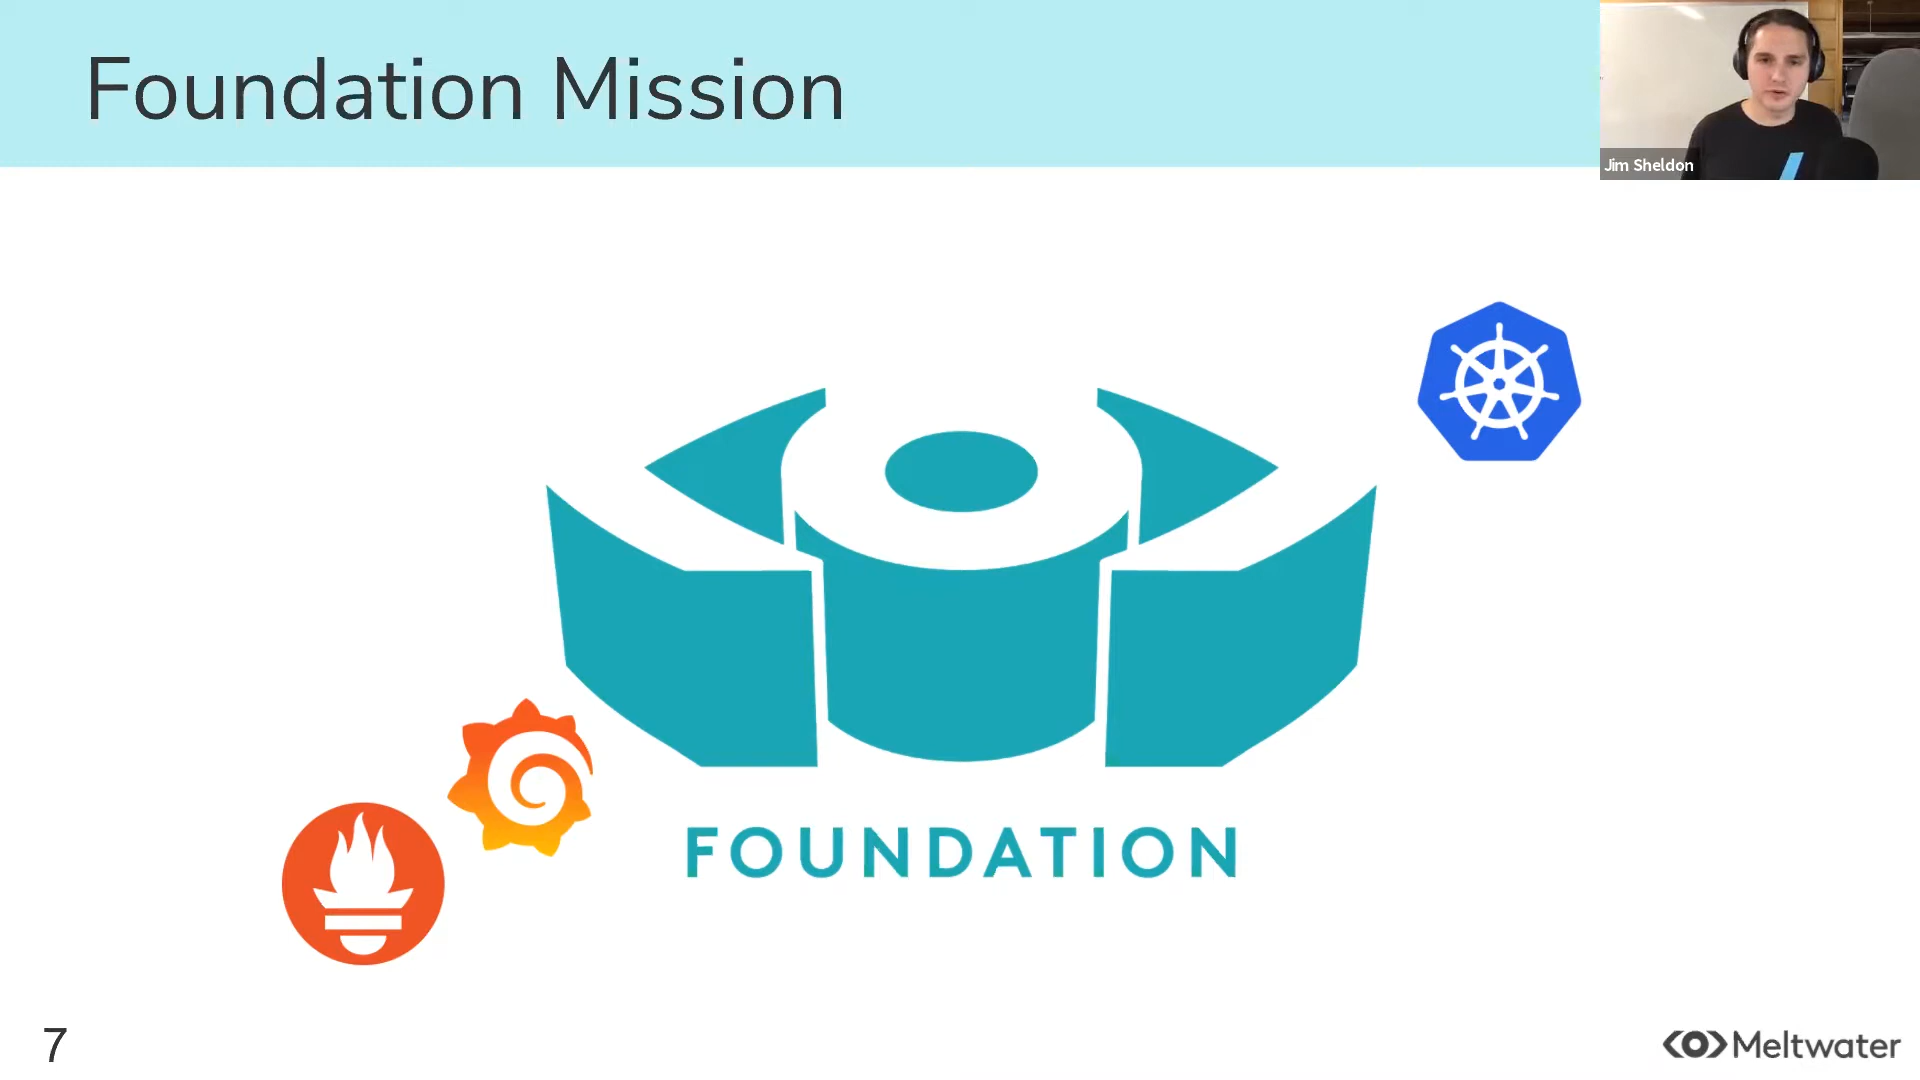 Foundation Mission
Jim Sheldon
FOUNDATION
7
Meltwater